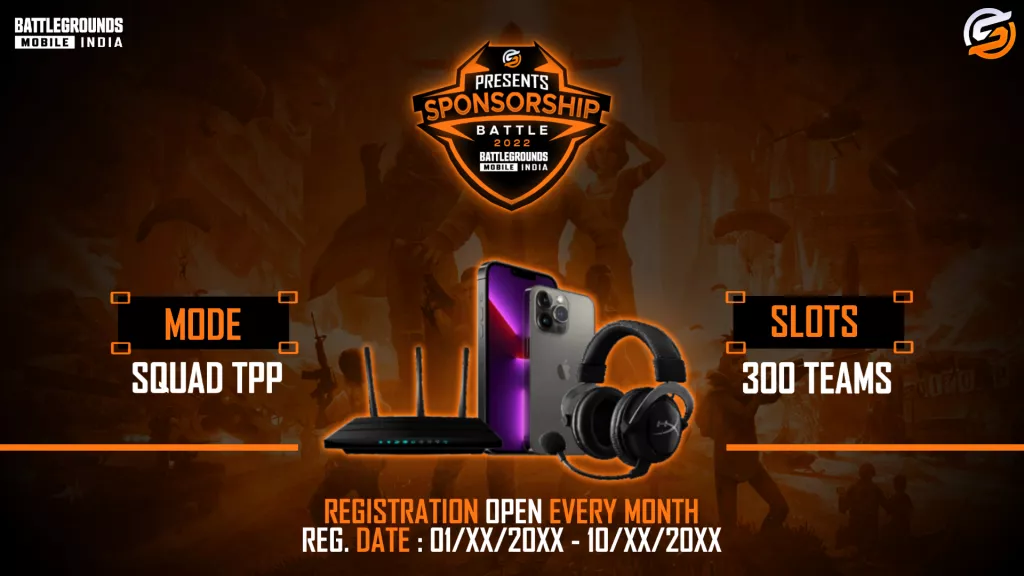 BATTLEGROUNDS
MOBILE INDIA
PRESENTS
SPONSORSHIP
BATTLE
2022
BATTLEGROUNDS
MOBILE INDIA
MODE
SQUAD TPP
SLOTS
300 TEAMS
REGISTRATION OPEN EVERY MONTH
REG. DATE : 01/XX/20XX - 10/XX/20XX